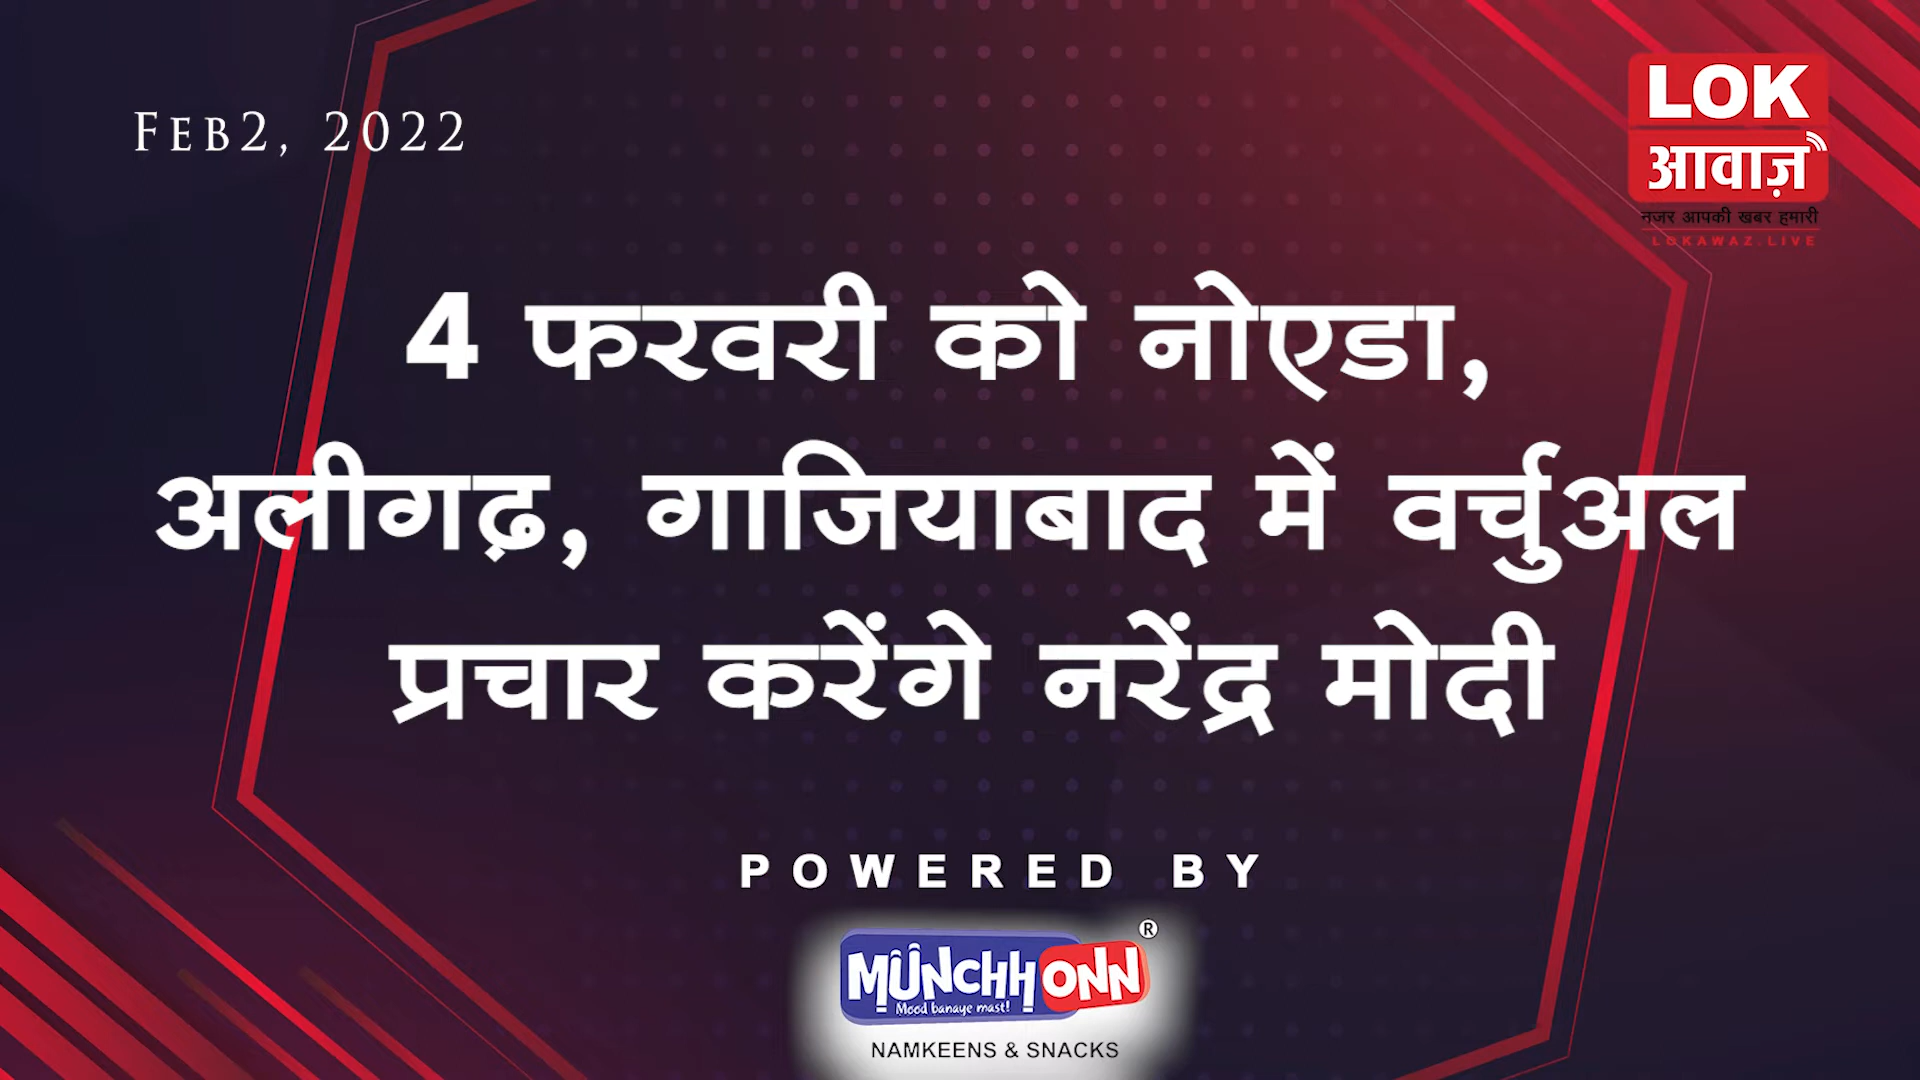 FEB2, 2022
LOK
आवाज़
नजर आपकी खबर हमारी
LOKAWAZ.LIVE
4 फरवरी को नोएडा,
अलीगढ़, गाजियाबाद में वर्चुअल
प्रचार करेंगे नरेंद्र मोदी
POWERED BY
MUNCHHONN ®
Mood banaye mast!
NAMKEENS & SNACKS